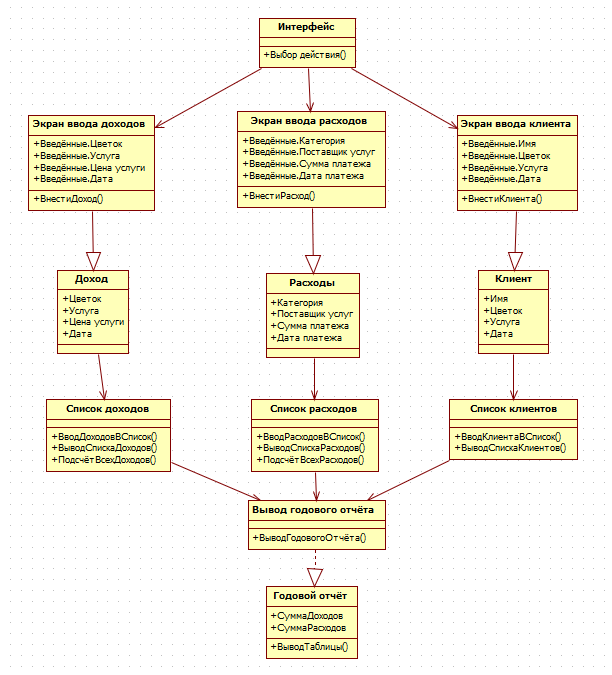 Интерфейс
+Выбор действия()
Экран ввода доходов
+Введённые.Цветок
+Введённые.Услуга
+Введённые.Цена услуги
+Введённые.Дата
+ВнестиДоход()
Экран ввода расходов
+Введённые.Категория
+Введённые.Поставщик услуг
+Введённые.Сумма платежа
+Введённые.Дата платежа
+ВнестиРасход()
Экран ввода клиента
+Введённые.Имя
+Введённые.Цветок
+Введённые.Услуга
+Введённые.Дата
+ВнестиКлиента()
Доход
+Цветок
+Услуга
+Цена услуги
+Дата
Расходы
+Категория
+Поставщик услуг
+Сумма платежа
+Дата платежа
Клиент
+Имя
+Цветок
+Услуга
+Дата
Список доходов
+ВводДоходовВСписок()
+ВыводСпискаДоходов()
+ПодсчётВсехДоходов()
Список расходов
+ВводРасходовВСписок()
+ВыводСпискаРасходов()
+ПодсчётВсехРасходов()
Список клиентов
+ВводКлиентаВСписок()
+ВыводСпискаКлиентов()
Вывод годового отчёта
+ВыводГодовогоОтчёта()
Годовой отчёт
+СуммаДоходов
+СуммаРасходов
+ВыводТаблицы()